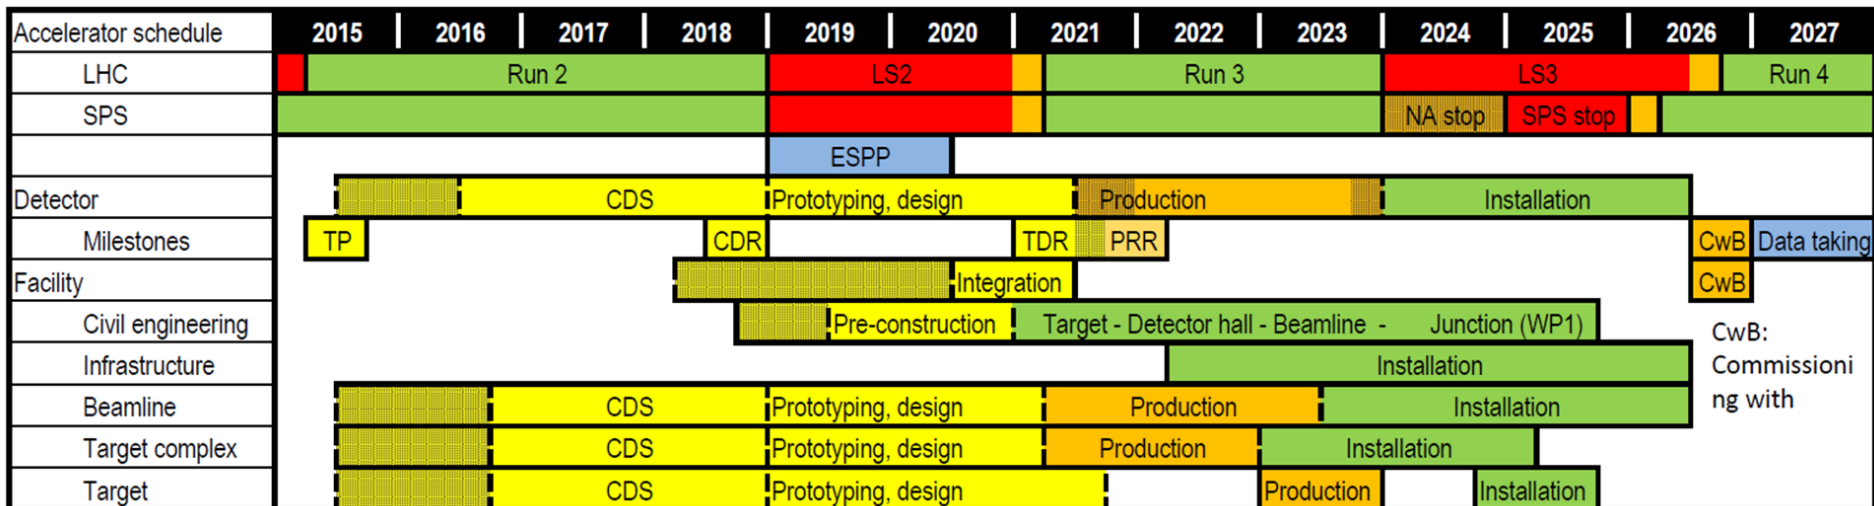 Accelerator schedule 2015 2016 2017 2018 2019 2020 2021 2022 2023 2024 2025 2026 2027
LHC Run 2 LS2 Run 3 LS3 Run 4
SPS NA stop SPS stop
ESPP
Detector CDS Prototyping, design Production Installation
Milestones TP CDR TDR PRR CwB Data taking
Facility Integration CwB
Civil engineering Pre-construction Target - Detector hall - Beamline - Junction (WP1)
Infrastructure Installation
Beamline CDS Prototyping, design Production Installation
Target complex CDS Prototyping, design Production Installation
Target CDS Prototyping, design Production Installation
CwB:
Commissioni
ng with